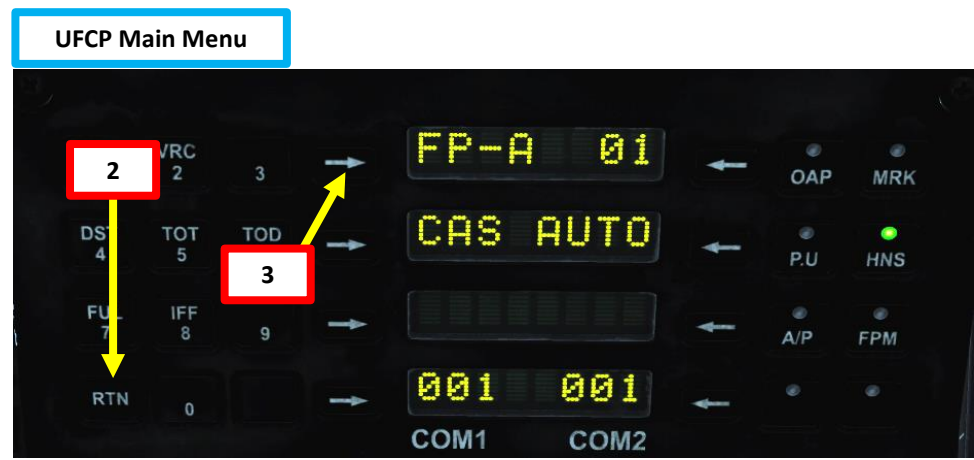 UFCP Main Menu
FP-A 01
VRC
2
2
3
OAP MRK
CAS AUTO
DST TOT TOD
4 5
3
P.U HNS
FUL IFF
7 8 9
A/P FPM
001 001
RTN 0
COM1 COM2